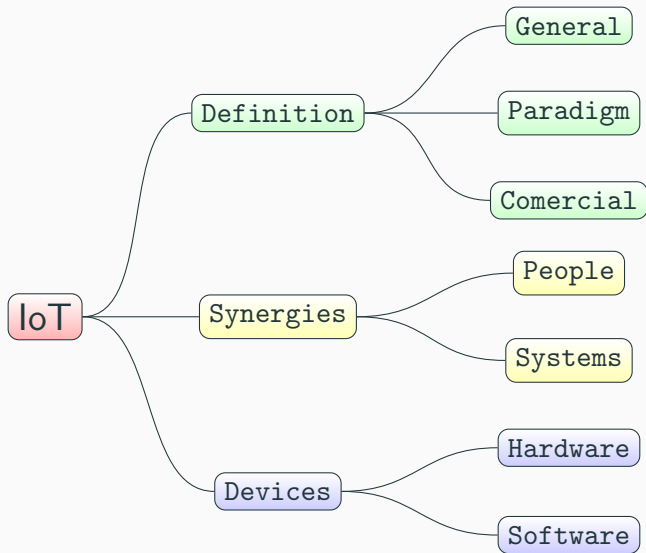 IoT
Definition
General
Paradigm
Comercial
Synergies
People
Systems
Devices
Hardware
Software